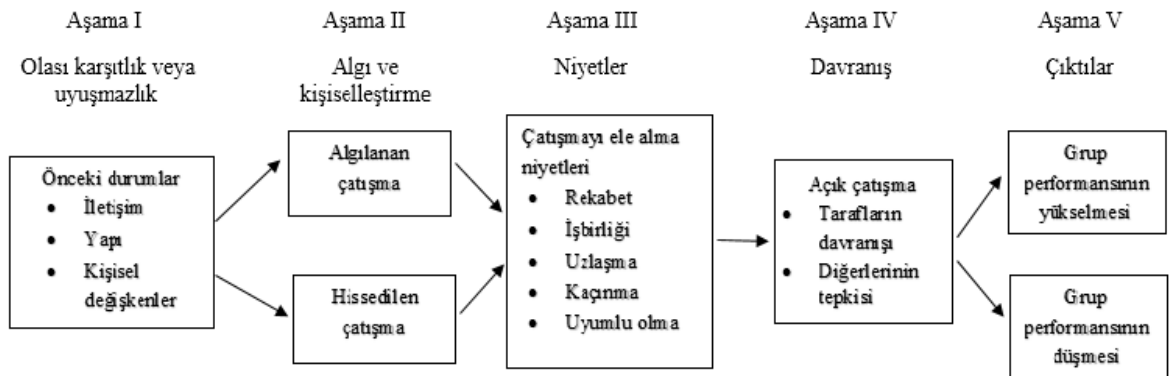 Aşama I
Aşama II
Aşama III
Aşama IV
Aşama V
Olası karşıtlık veya
uyuşmazlık
Algı ve
kişiselleştirme
Niyetler
Davranış
Çıktılar
Önceki durumlar
• İletişim
• Yapı
• Kişisel
değişkenler
Algılanan
çatışma
Hissedilen
çatışma
Çatışmayı ele alma
niyetleri
• Rekabet
• İşbirliği
• Uzlaşma
• Kaçınma
• Uyumlu olma
Açık çatışma
• Tarafların
davranışı
• Diğerlerinin
tepkisi
Grup
performansının
yükselmesi
Grup
performansının
düşmesi